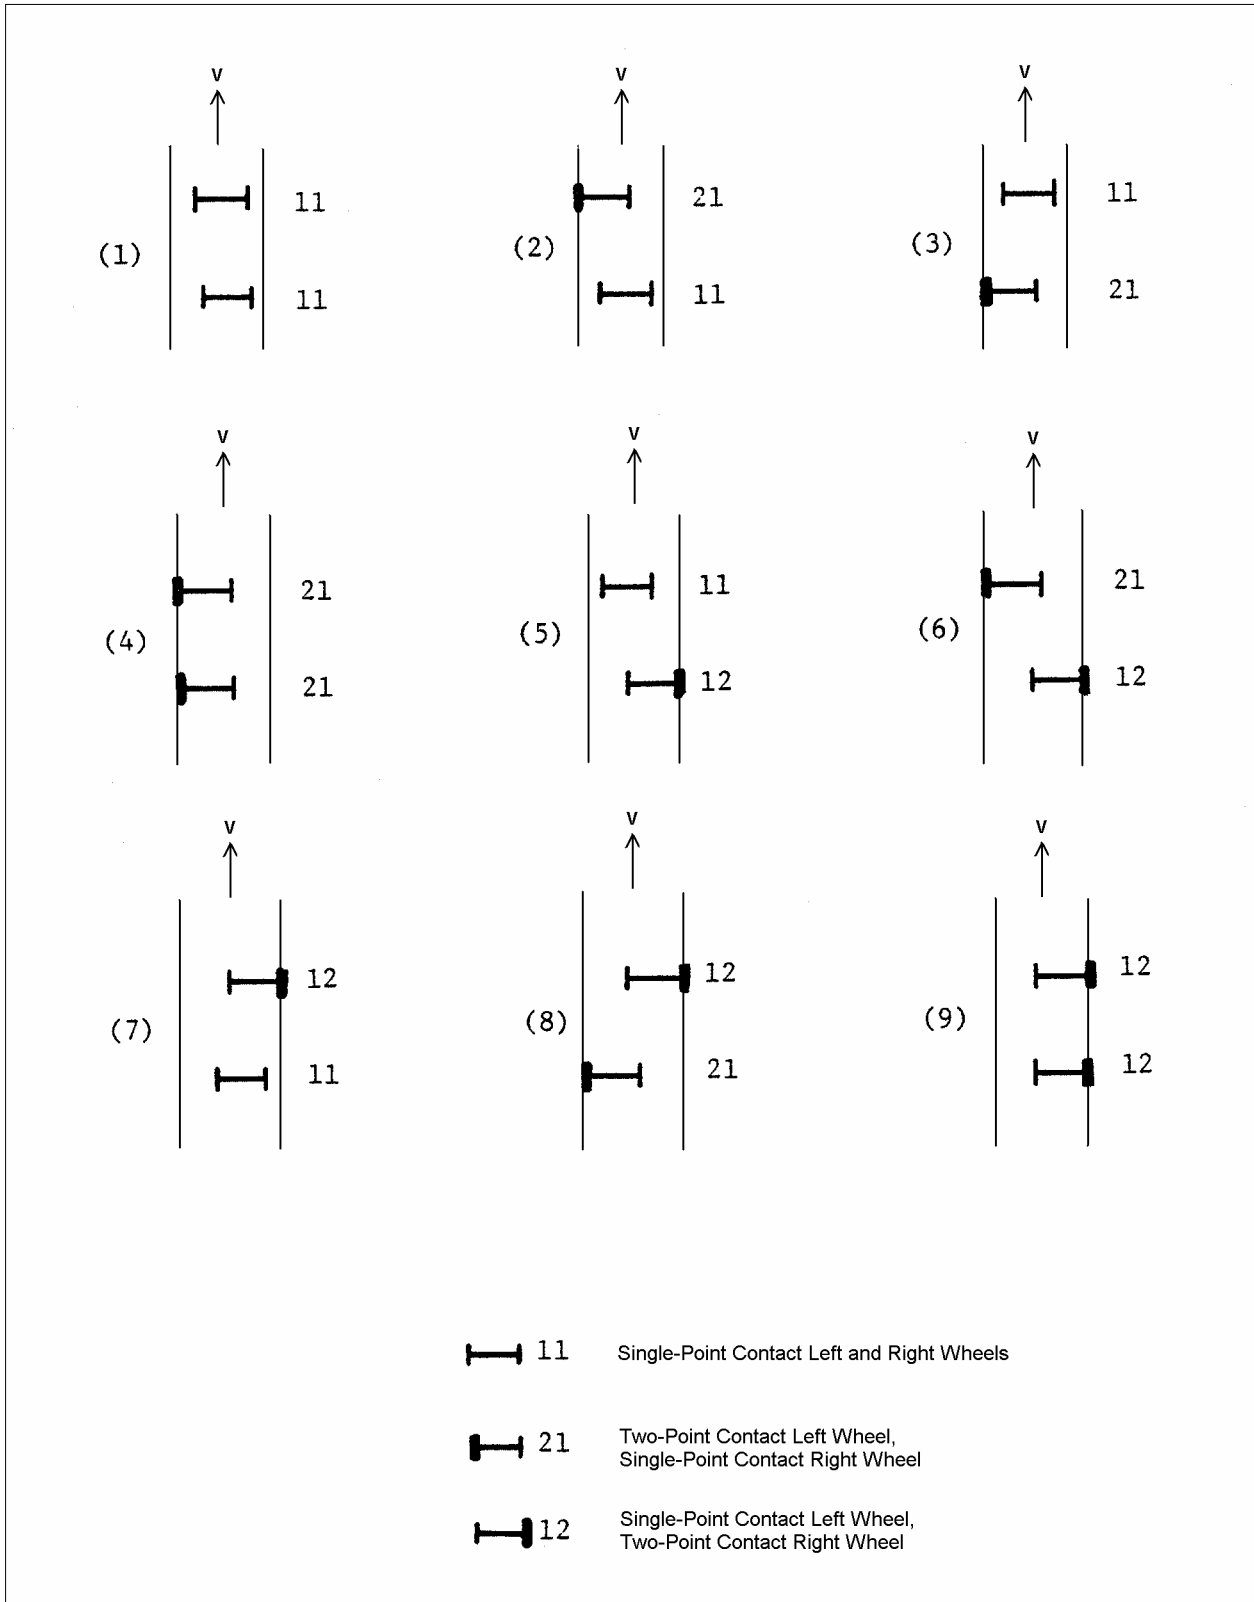 v
11
(1)
11
v
21
(2)
11
v
11
(3)
21
v
21
(4)
21
v
11
(5)
12
v
21
(6)
12
v
12
(7)
11
v
12
(8)
21
v
12
(9)
12
11 Single-Point Contact Left and Right Wheels
21 Two-Point Contact Left Wheel,
Single-Point Contact Right Wheel
12 Single-Point Contact Left Wheel,
Two-Point Contact Right Wheel